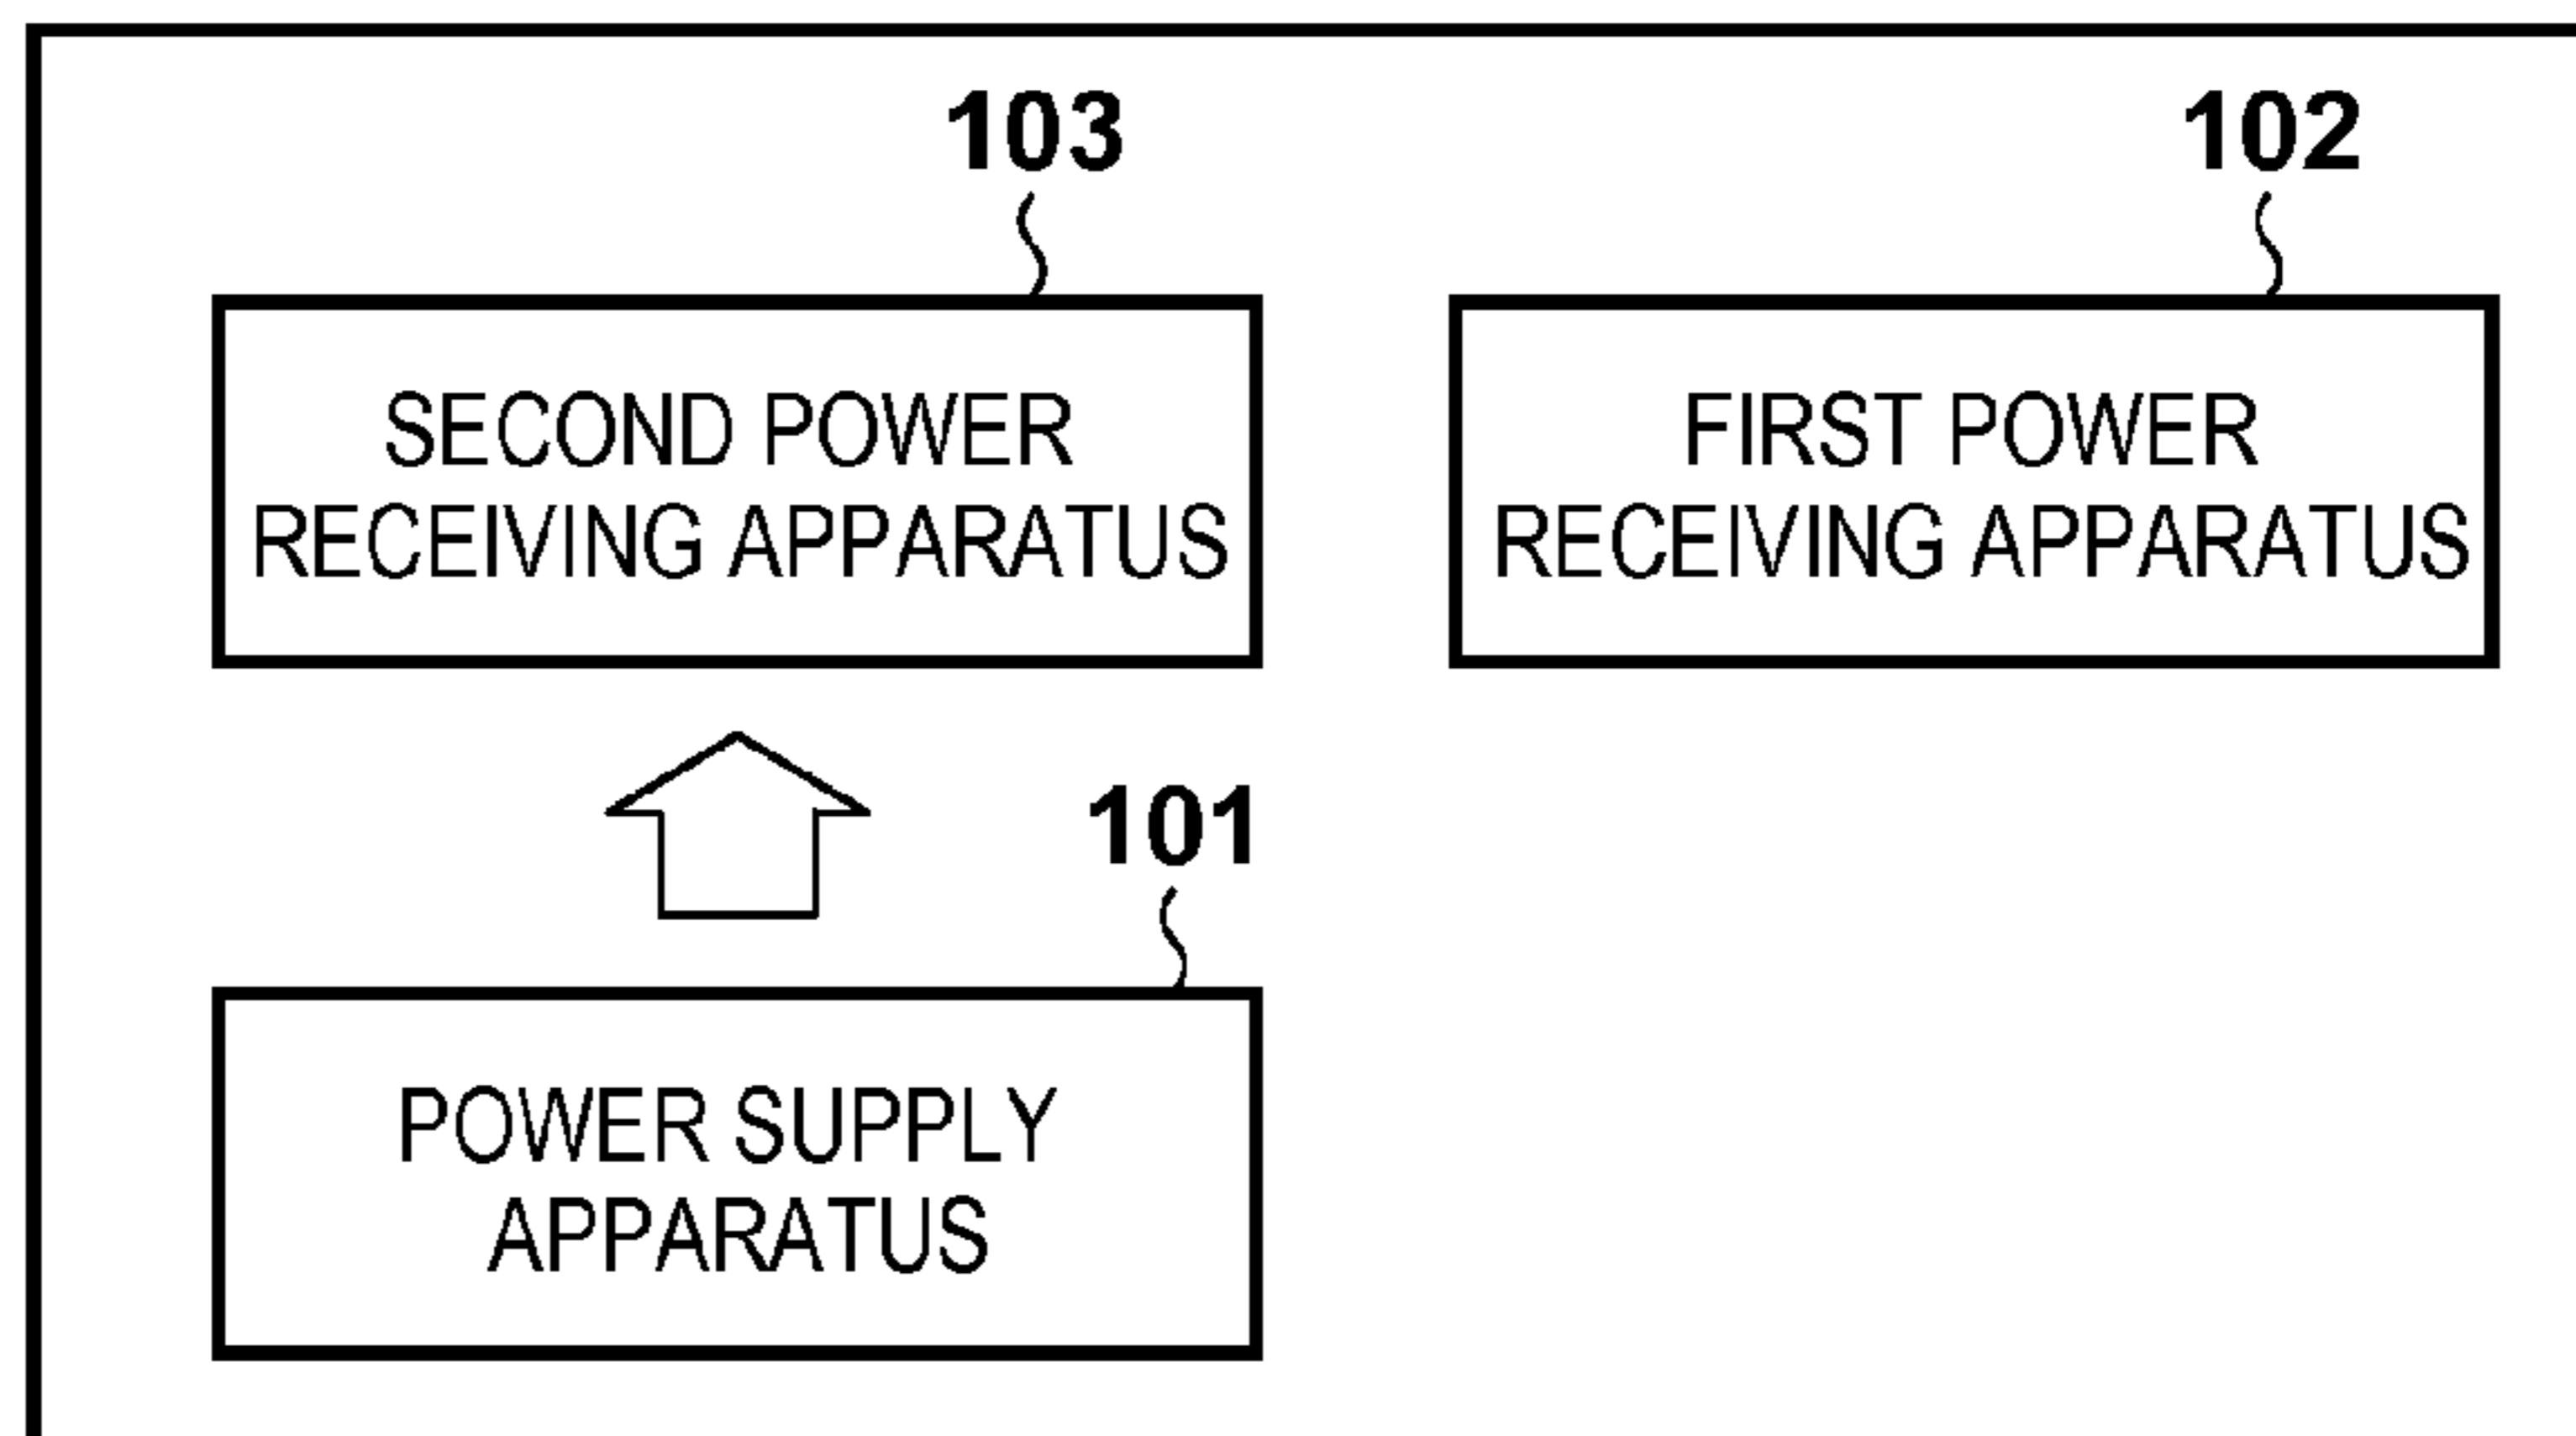 103
SECOND POWER
RECEIVING APPARATUS
102
FIRST POWER
RECEIVING APPARATUS
101
POWER SUPPLY
APPARATUS